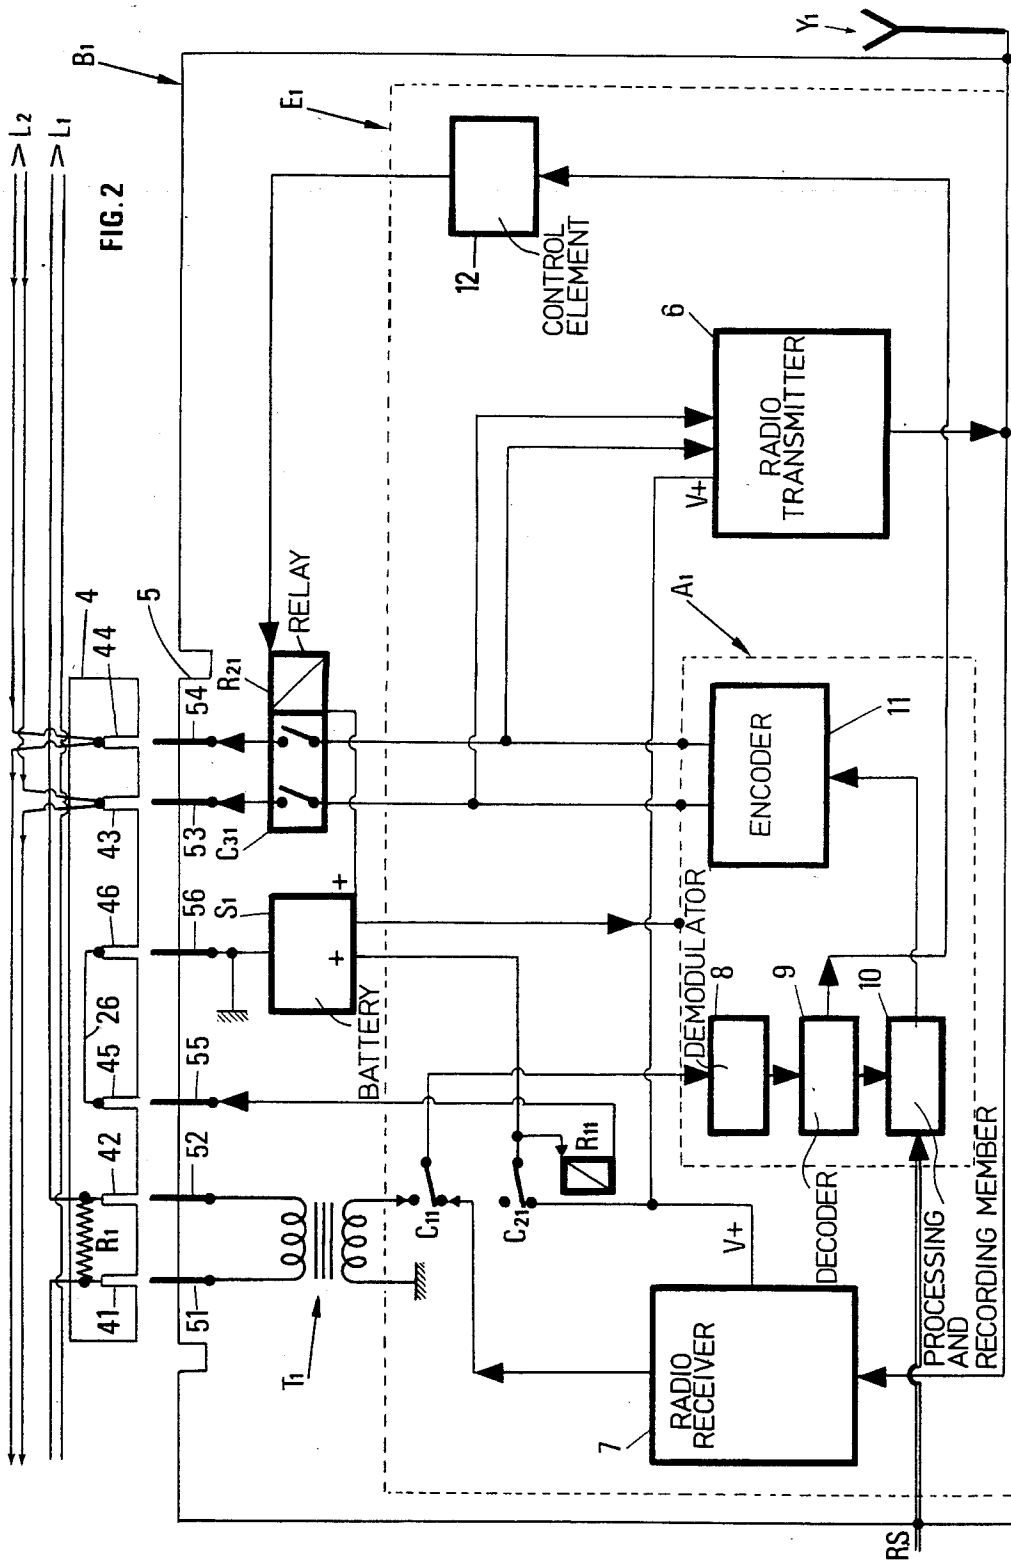 FIG.2
L2
L1
B1
E1
Y1
4
44
43
46
26
45
42
R1
41
5
54
53
56
55
52
51
R21
RELAY
C31
S1
+
+
BATTERY
T1
C11
C21
R11
12
CONTROL
ELEMENT
6
RADIO
TRANSMITTER
V+
A1
ENCODER
11
DEMODULATOR
8
9
10
DECODER
PROCESSING
AND
RECORDING MEMBER
V+
RADIO
RECEIVER
7
RS